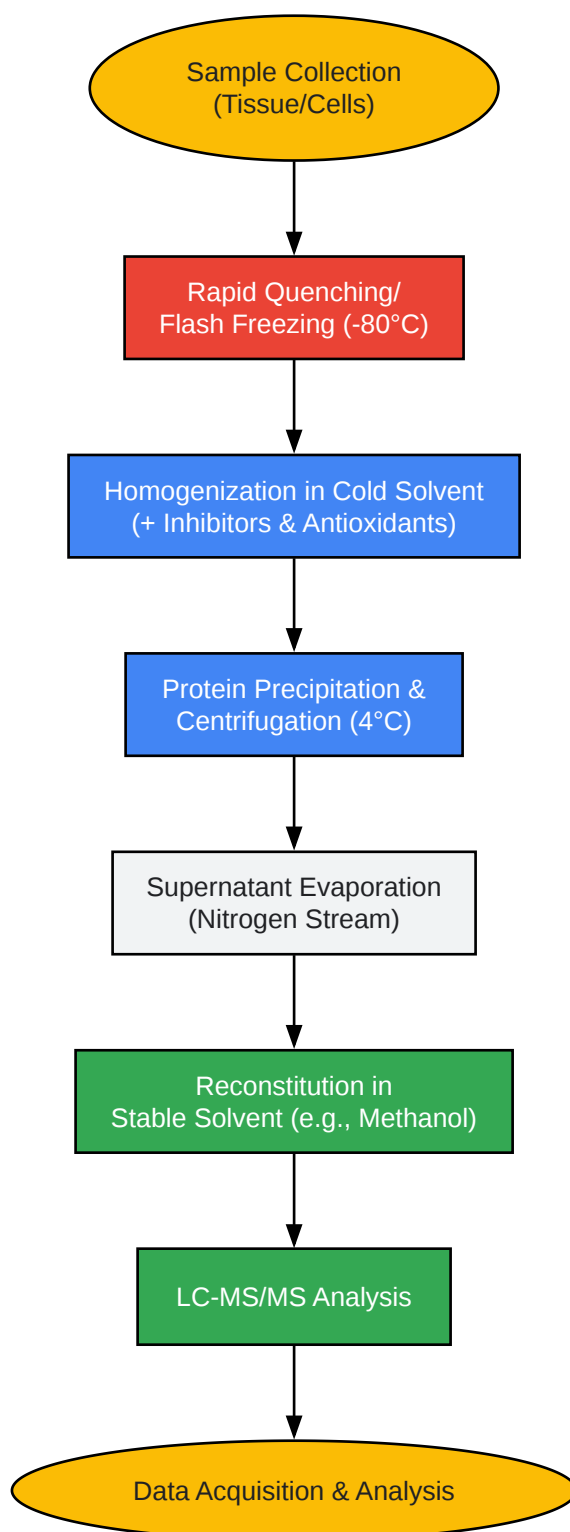 Sample Collection
(Tissue/Cells)
Rapid Quenching/
Flash Freezing (-80°C)
Homogenization in Cold Solvent
(+ Inhibitors & Antioxidants)
Protein Precipitation &
Centrifugation (4°C)
Supernatant Evaporation
(Nitrogen Stream)
Reconstitution in
Stable Solvent (e.g., Methanol)
LC-MS/MS Analysis
Data Acquisition & Analysis